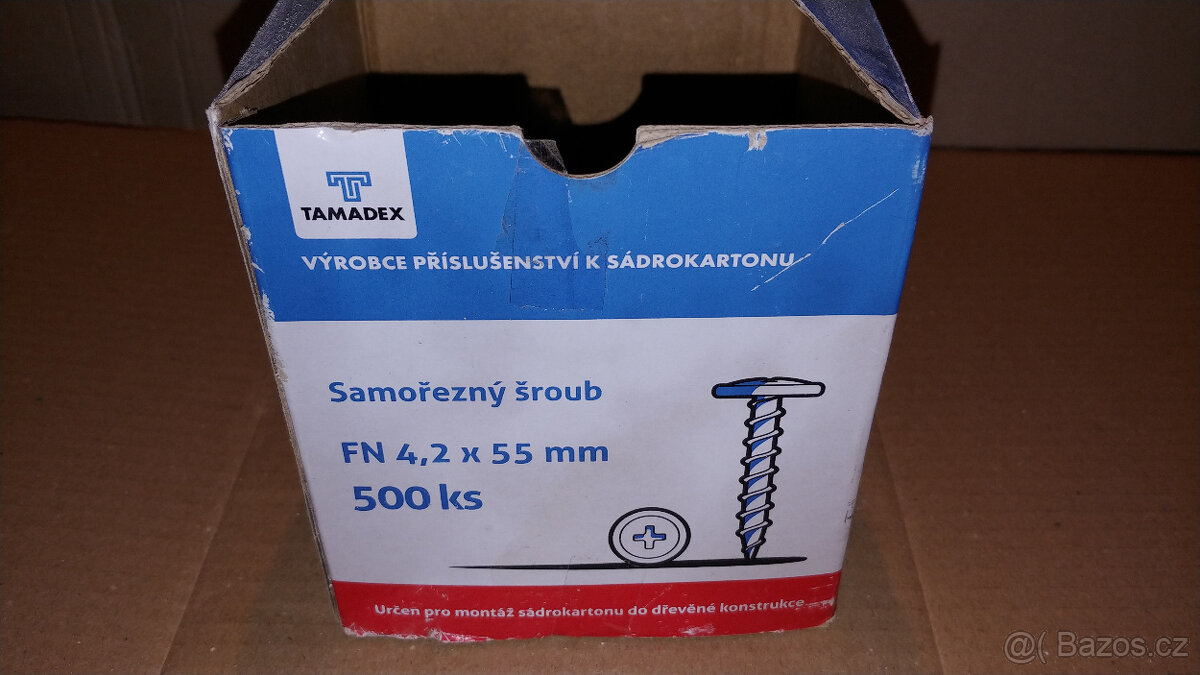 TAMADEX
VÝROBCE PŘÍSLUŠENSTVÍ K SÁDROKARTONU
Samořezný šroub
FN 4,2 x 55 mm
500 ks
Určen pro montáž sádrokartonu do dřevěné konstrukce
@( Bazos.cz